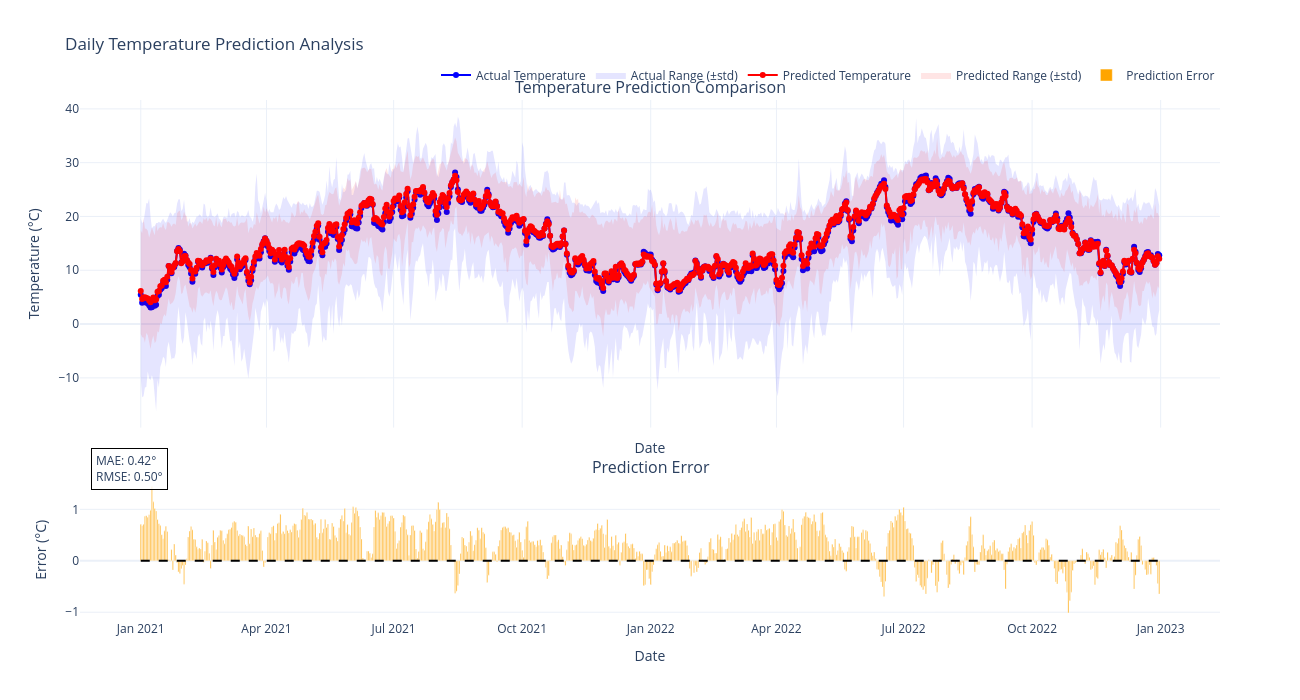 Daily Temperature Prediction Analysis
Actual Temperature Actual Range (±std) Predicted Temperature Predicted Range (±std) Prediction Error
Temperature Prediction Comparison
40
30
20
10
0
−10
Temperature (°C)
Date
MAE: 0.42°
RMSE: 0.50°
Prediction Error
1
0
−1
Error (°C)
Jan 2021 Apr 2021 Jul 2021 Oct 2021 Jan 2022 Apr 2022 Jul 2022 Oct 2022 Jan 2023
Date